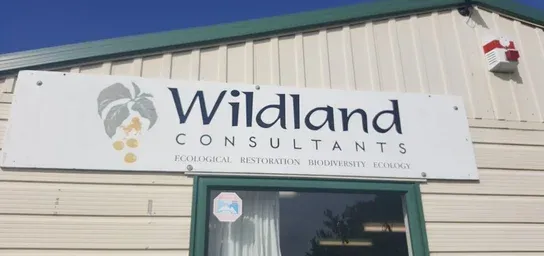 Wildland
CONSULTANTS
ECOLOGICAL RESTORATION BIODIVERSITY ECOLOGY